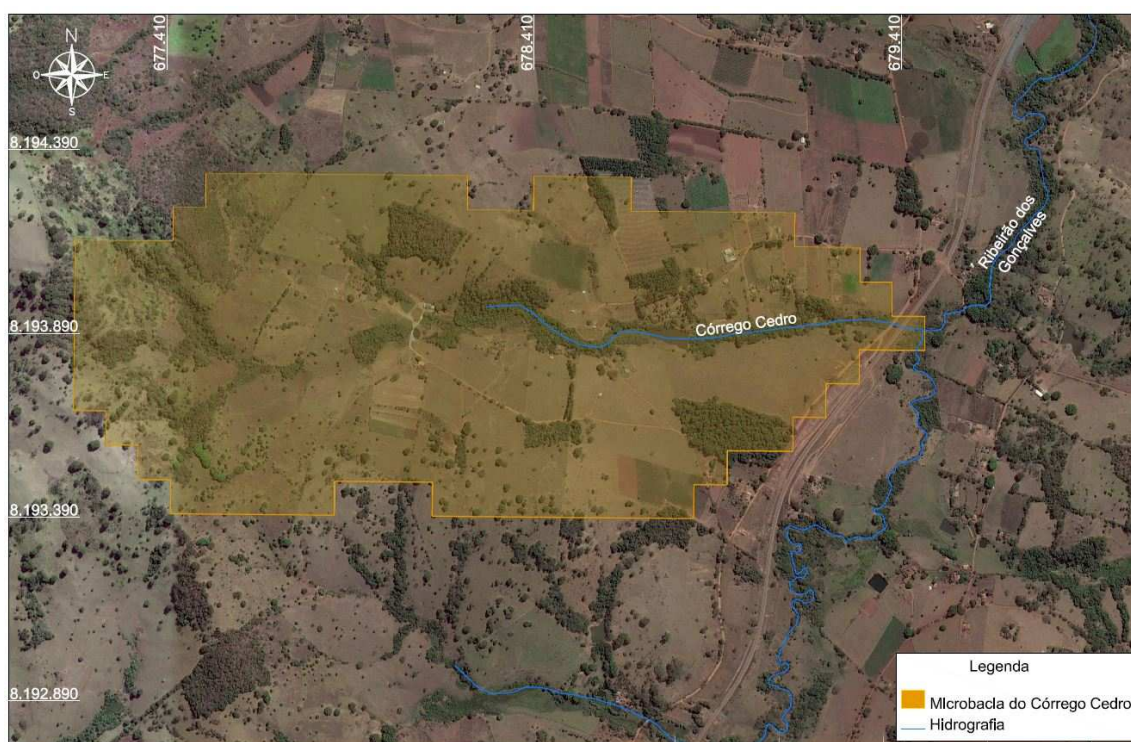 677.410
678.410
679.410
N
O
E
S
8.194.390
Ribeirão dos
Gonçalves
8.193.890
Córrego Cedro
8.193.390
8.192.890
Legenda
MIcrobacIa do Córrego Cedro
Hidrografia